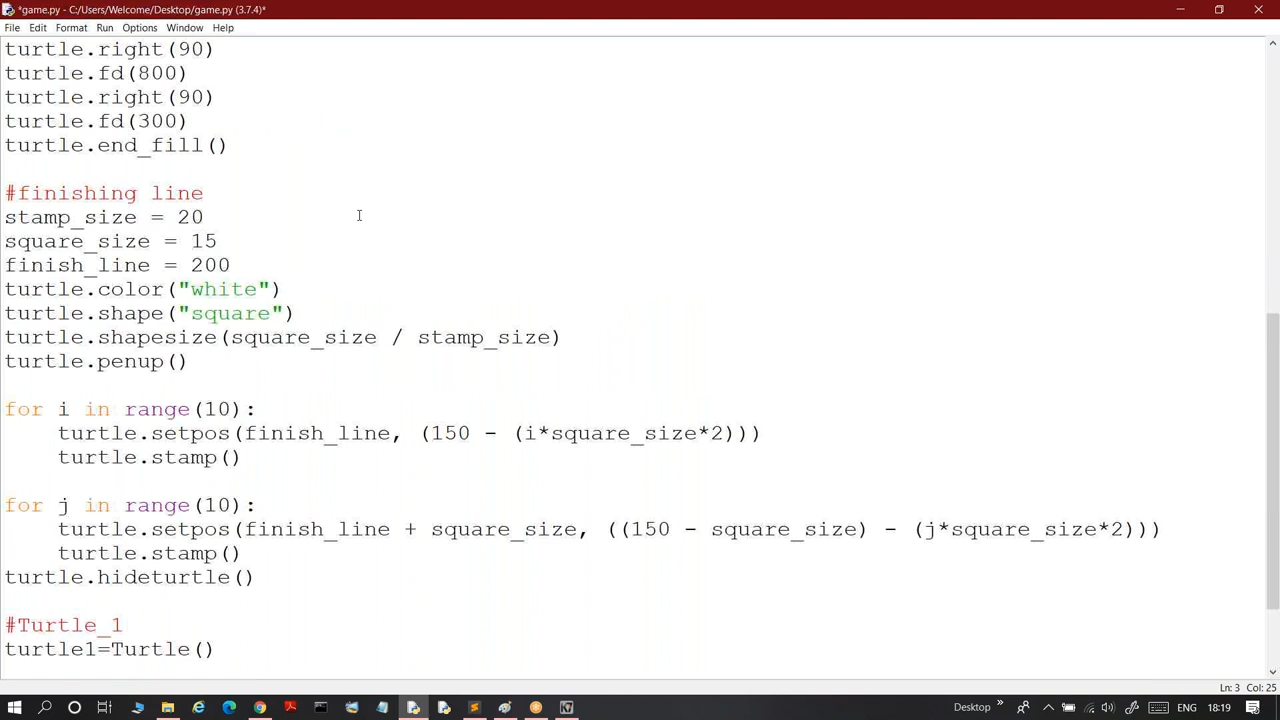 *game.py - C:/Users/Welcome/Desktop/game.py (3.7.4)*
File Edit Format Run Options Window Help
turtle.right(90)
turtle.fd(800)
turtle.right(90)
turtle.fd(300)
turtle.end_fill()
#finishing line
stamp_size = 20
square_size = 15
finish_line = 200
turtle.color("white")
turtle.shape("square")
turtle.shapesize(square_size / stamp_size)
turtle.penup()
for i in range(10):
    turtle.setpos(finish_line, (150 - (i*square_size*2)))
    turtle.stamp()
for j in range(10):
    turtle.setpos(finish_line + square_size, ((150 - square_size) - (j*square_size*2)))
    turtle.stamp()
turtle.hideturtle()
#Turtle_1
turtle1=Turtle()
Ln: 3 Col: 25
Desktop 18:19